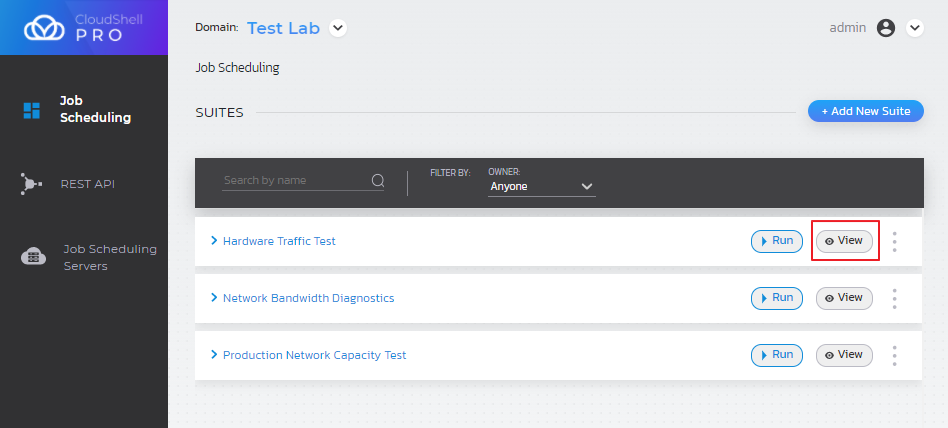 CloudShell
PRO
Domain: Test Lab
admin
Job Scheduling
Job
Scheduling
REST API
Job Scheduling
Servers
SUITES
+ Add New Suite
Search by name
FILTER BY:
OWNER:
Anyone
Hardware Traffic Test Run View
Network Bandwidth Diagnostics Run View
Production Network Capacity Test Run View